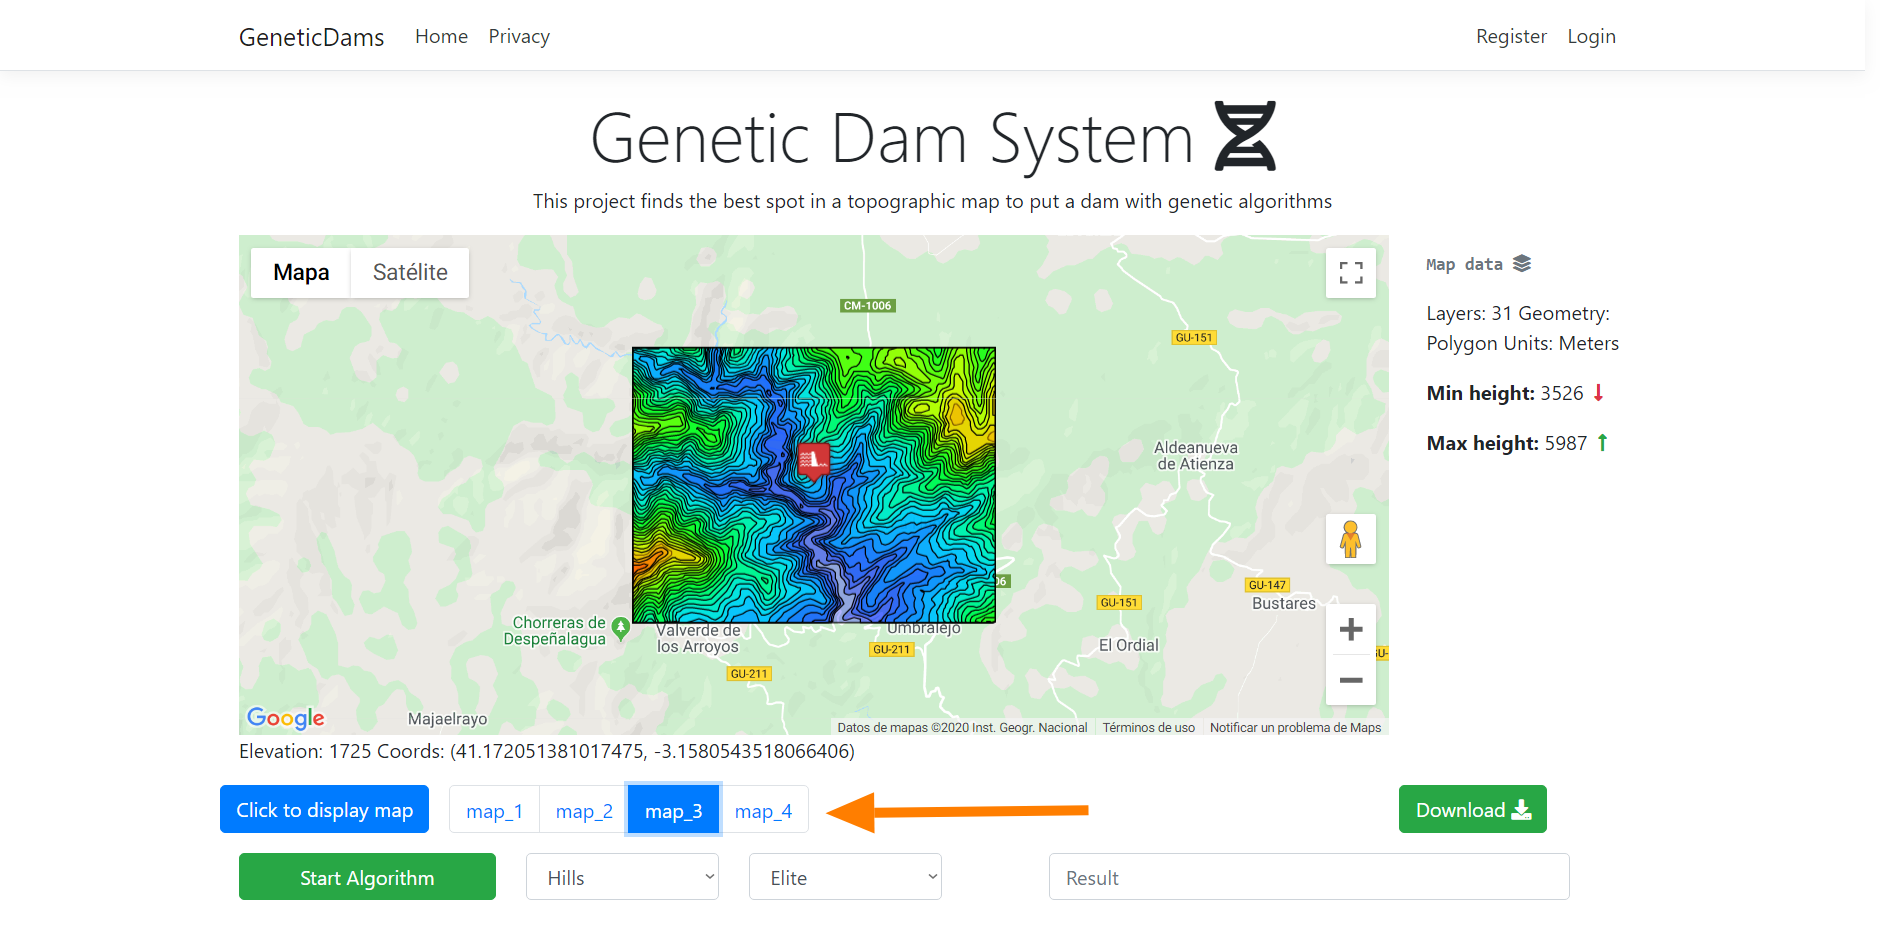 GeneticDams Home Privacy Register Login
Genetic Dam System
This project finds the best spot in a topographic map to put a dam with genetic algorithms
Mapa Satélite
Map data
Layers: 31 Geometry:
Polygon Units: Meters
Min height: 3526
Max height: 5987
CM-1006
GU-151
Aldeanueva
de Atienza
06
GU-147
Bustares
GU-151
Chorreras de
Despeñalagua
Valverde de
los Arroyos
Umbralejo
GU-211
El Ordial
GU-
GU-211
Majaelrayo
Google
Datos de mapas ©2020 Inst. Geogr. Nacional Términos de uso Notificar un problema de Maps
Elevation: 1725 Coords: (41.172051381017475, -3.1580543518066406)
Click to display map map_1 map_2 map_3 map_4 Download
Start Algorithm Hills Elite Result